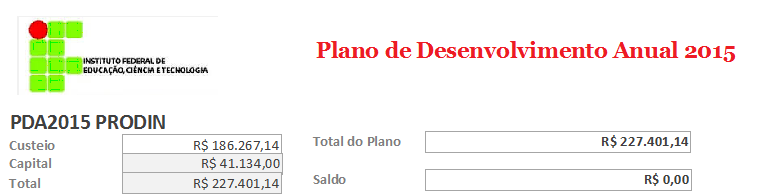 INSTITUTO FEDERAL DE
EDUCAÇÃO, CIÊNCIA E TECNOLOGIA
Plano de Desenvolvimento Anual 2015
PDA2015 PRODIN
Custeio R$ 186.267,14
Capital R$ 41.134,00
Total R$ 227.401,14
Total do Plano R$ 227.401,14
Saldo R$ 0,00